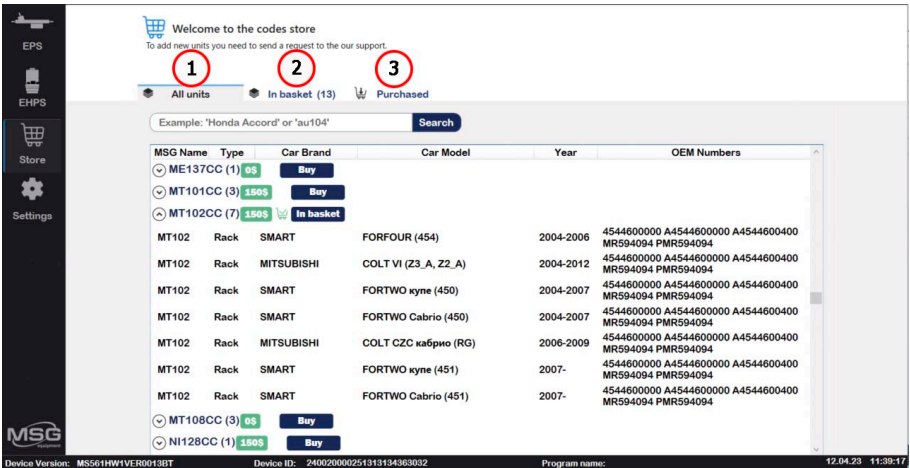 EPS
EHPS
Store
Settings
MSG
equipment
Welcome to the codes store
To add new units you need to send a request to the our support.
1
2
3
All units
In basket (13)
Purchased
Example: 'Honda Accord' or 'au104'
Search
MSG Name Type Car Brand Car Model Year OEM Numbers
ME137CC (1) 0$ Buy
MT101CC (3) 150$ Buy
MT102CC (7) 150$ In basket
MT102 Rack SMART FORFOUR (454) 2004-2006 4544600000 A4544600000 A4544600400
MR594094 PMR594094
MT102 Rack MITSUBISHI COLT VI (Z3_A, Z2_A) 2004-2012 4544600000 A4544600000 A4544600400
MR594094 PMR594094
MT102 Rack SMART FORTWO купе (450) 2004-2007 4544600000 A4544600000 A4544600400
MR594094 PMR594094
MT102 Rack SMART FORTWO Cabrio (450) 2004-2007 4544600000 A4544600000 A4544600400
MR594094 PMR594094
MT102 Rack MITSUBISHI COLT CZC кабрио (RG) 2006-2009 4544600000 A4544600000 A4544600400
MR594094 PMR594094
MT102 Rack SMART FORTWO купе (451) 2007- 4544600000 A4544600000 A4544600400
MR594094 PMR594094
MT102 Rack SMART FORTWO Cabrio (451) 2007- 4544600000 A4544600000 A4544600400
MR594094 PMR594094
MT108CC (3) 0$ Buy
NI128CC (1) 150$ Buy
Device Version: MS561HW1VER0013BT Device ID: 240020000251313134363032 Program name: 12.04.23 11:39:17